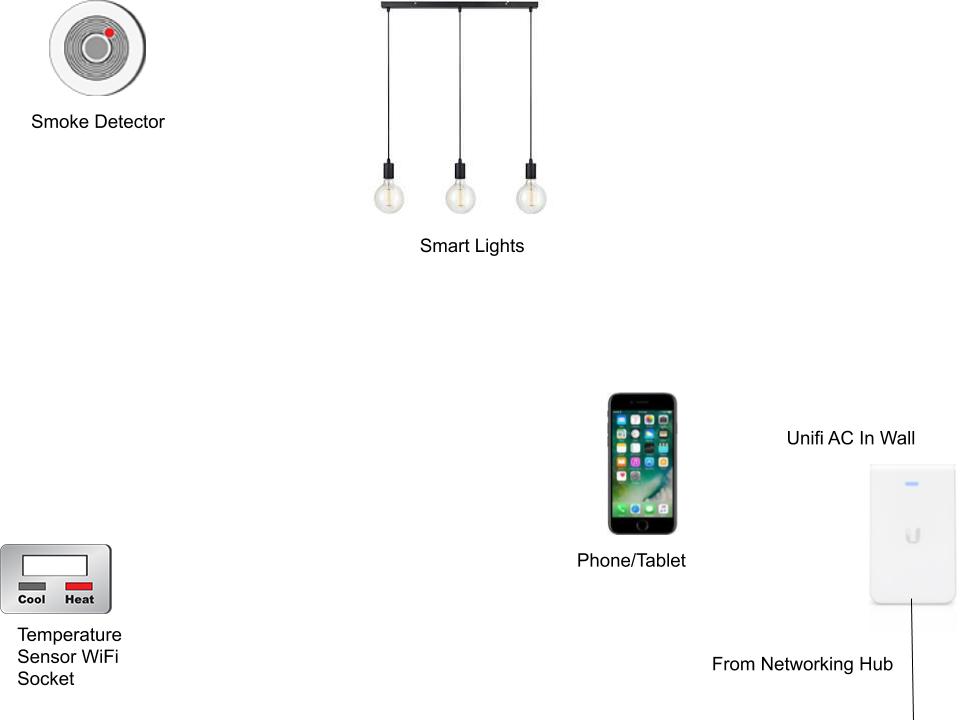 Smoke Detector
Smart Lights
Unifi AC In Wall
Phone/Tablet
Cool Heat
Temperature
Sensor WiFi
Socket
From Networking Hub